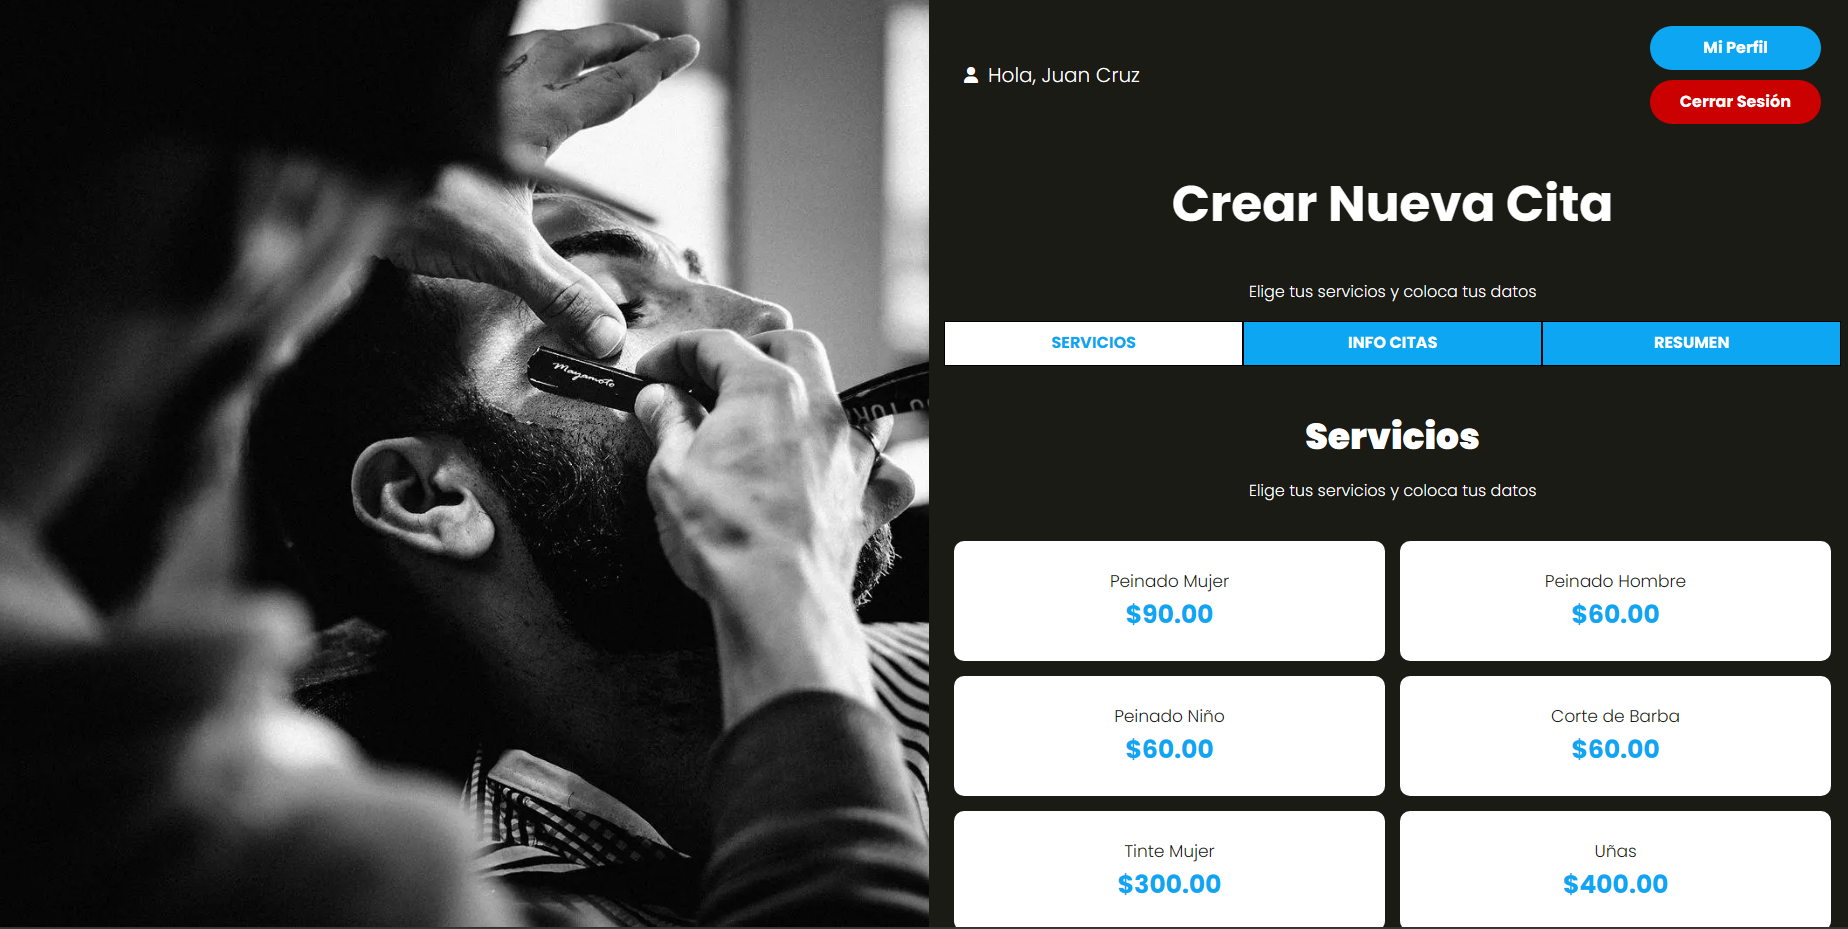 Hola, Juan Cruz
Mi Perfil
Cerrar Sesión
Crear Nueva Cita
Elige tus servicios y coloca tus datos
SERVICIOS
INFO CITAS
RESUMEN
Servicios
Elige tus servicios y coloca tus datos
Peinado Mujer
$90.00
Peinado Hombre
$60.00
Peinado Niño
$60.00
Corte de Barba
$60.00
Tinte Mujer
$300.00
Uñas
$400.00
Mayamoto